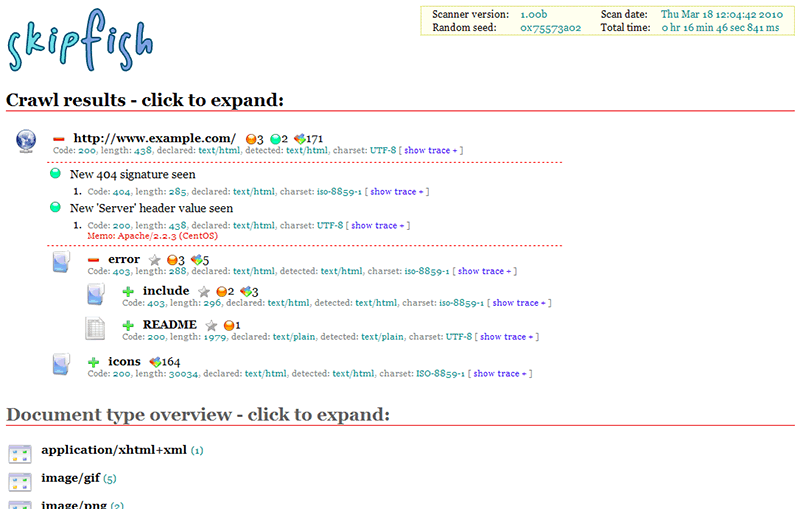 skipfish
Scanner version: 1.00b Scan date: Thu Mar 18 12:04:42 2010
Random seed: 0x75573a02 Total time: 0 hr 16 min 46 sec 841 ms
Crawl results - click to expand:
http://www.example.com/ 3 2 171
Code: 200, length: 438, declared: text/html, detected: text/html, charset: UTF-8 [ show trace + ]
New 404 signature seen
1. Code: 404, length: 285, declared: text/html, charset: iso-8859-1 [ show trace + ]
New 'Server' header value seen
1. Code: 200, length: 438, declared: text/html, charset: UTF-8 [ show trace + ]
Memo: Apache/2.2.3 (CentOS)
error 3 5
Code: 403, length: 288, declared: text/html, detected: text/html, charset: iso-8859-1 [ show trace + ]
include 2 3
Code: 403, length: 296, declared: text/html, detected: text/html, charset: iso-8859-1 [ show trace + ]
README 1
Code: 200, length: 1979, declared: text/plain, detected: text/plain, charset: UTF-8 [ show trace + ]
icons 164
Code: 200, length: 30034, declared: text/html, detected: text/html, charset: ISO-8859-1 [ show trace + ]
Document type overview - click to expand:
application/xhtml+xml (1)
image/gif (5)
image/png (2)